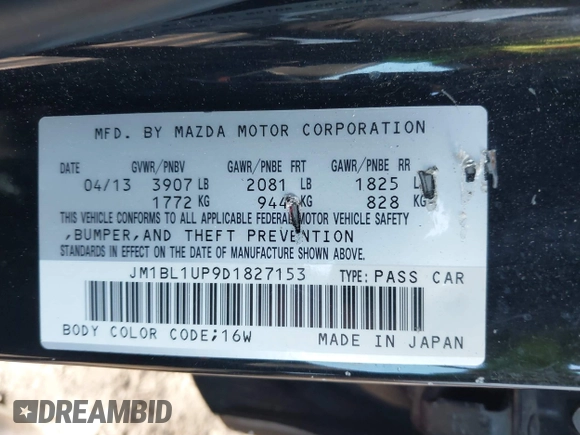 MFD. BY MAZDA MOTOR CORPORATION
DATE GVWR/PNBV GAWR/PNBE FRT GAWR/PNBE RR
04/13 3907 LB 2081 LB 1825 L
1772 KG 944 KG 828 KG
THIS VEHICLE CONFORMS TO ALL APPLICABLE FEDERAL MOTOR VEHICLE SAFETY
,BUMPER,AND THEFT PREVENTION
STANDARDS IN EFFECT ON THE DATE OF MANUFACTURE SHOWN ABOVE.
JM1BL1UP9D1827153 TYPE: PASS CAR
BODY COLOR CODE;16W MADE IN JAPAN
DREAMBID